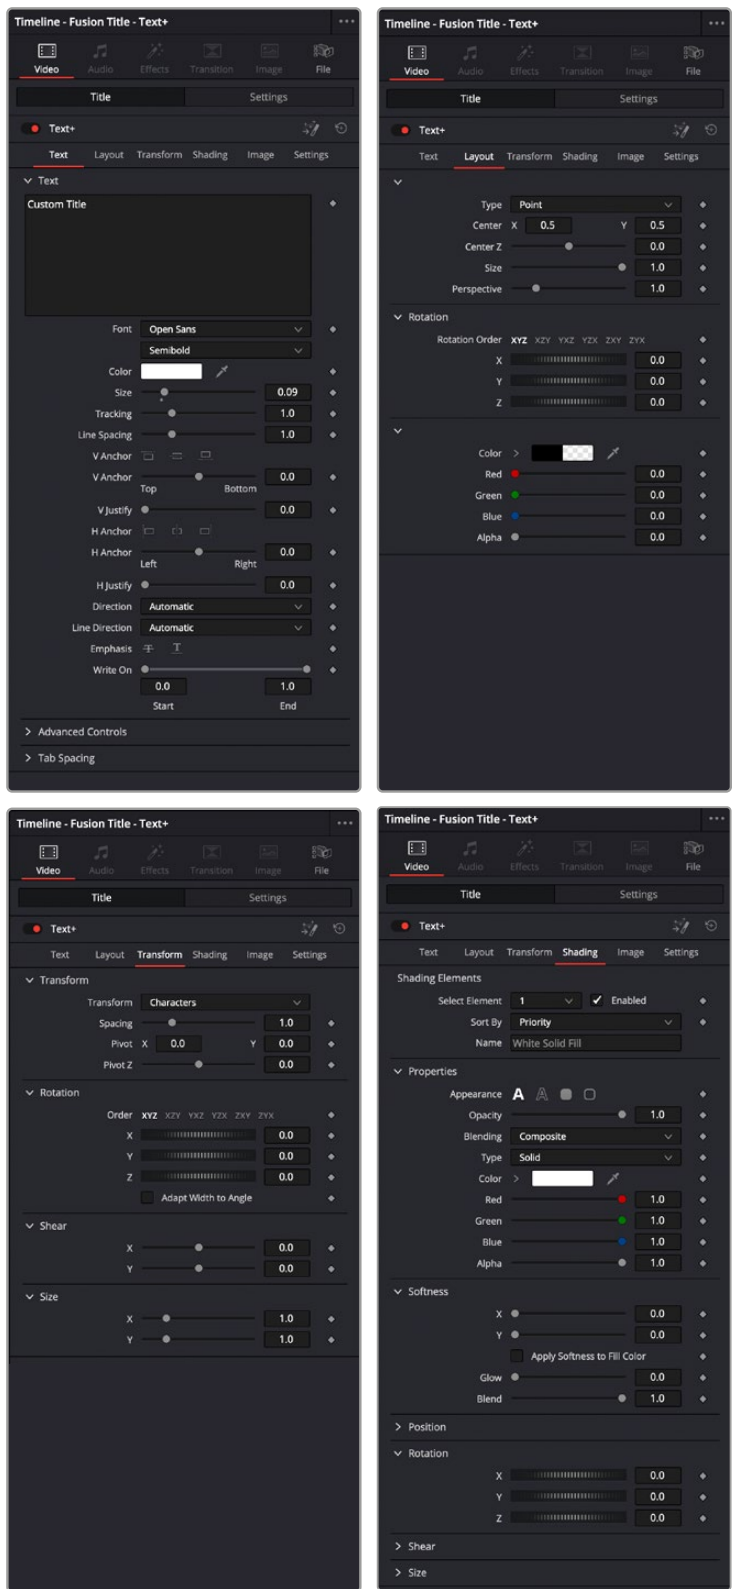 Timeline - Fusion Title - Text+
Video Audio Effects Transition Image File
Title Settings
Text+
Text Layout Transform Shading Image Settings
Text
Custom Title
Font Open Sans
Semibold
Color
Size 0.09
Tracking 1.0
Line Spacing 1.0
V Anchor
V Anchor 0.0
Top Bottom
V Justify 0.0
H Anchor
H Anchor 0.0
Left Right
H Justify 0.0
Direction Automatic
Line Direction Automatic
Emphasis T T
Write On
0.0 1.0
Start End
Advanced Controls
Tab Spacing
Timeline - Fusion Title - Text+
Video Audio Effects Transition Image File
Title Settings
Text+
Text Layout Transform Shading Image Settings
Type Point
Center X 0.5 Y 0.5
Center Z 0.0
Size 1.0
Perspective 1.0
Rotation
Rotation Order XYZ XZY YXZ YZX ZXY ZYX
X 0.0
Y 0.0
Z 0.0
Color
Red 0.0
Green 0.0
Blue 0.0
Alpha 0.0
Timeline - Fusion Title - Text+
Video Audio Effects Transition Image File
Title Settings
Text+
Text Layout Transform Shading Image Settings
Transform
Transform Characters
Spacing 1.0
Pivot X 0.0 Y 0.0
Pivot Z 0.0
Rotation
Order XYZ XZY YXZ YZX ZXY ZYX
X 0.0
Y 0.0
Z 0.0
Adapt Width to Angle
Shear
X 0.0
Y 0.0
Size
X 1.0
Y 1.0
Timeline - Fusion Title - Text+
Video Audio Effects Transition Image File
Title Settings
Text+
Text Layout Transform Shading Image Settings
Shading Elements
Select Element 1 Enabled
Sort By Priority
Name White Solid Fill
Properties
Appearance A A
Opacity 1.0
Blending Composite
Type Solid
Color
Red 1.0
Green 1.0
Blue 1.0
Alpha 1.0
Softness
X 0.0
Y 0.0
Apply Softness to Fill Color
Glow 0.0
Blend 1.0
Position
Rotation
X 0.0
Y 0.0
Z 0.0
Shear
Size